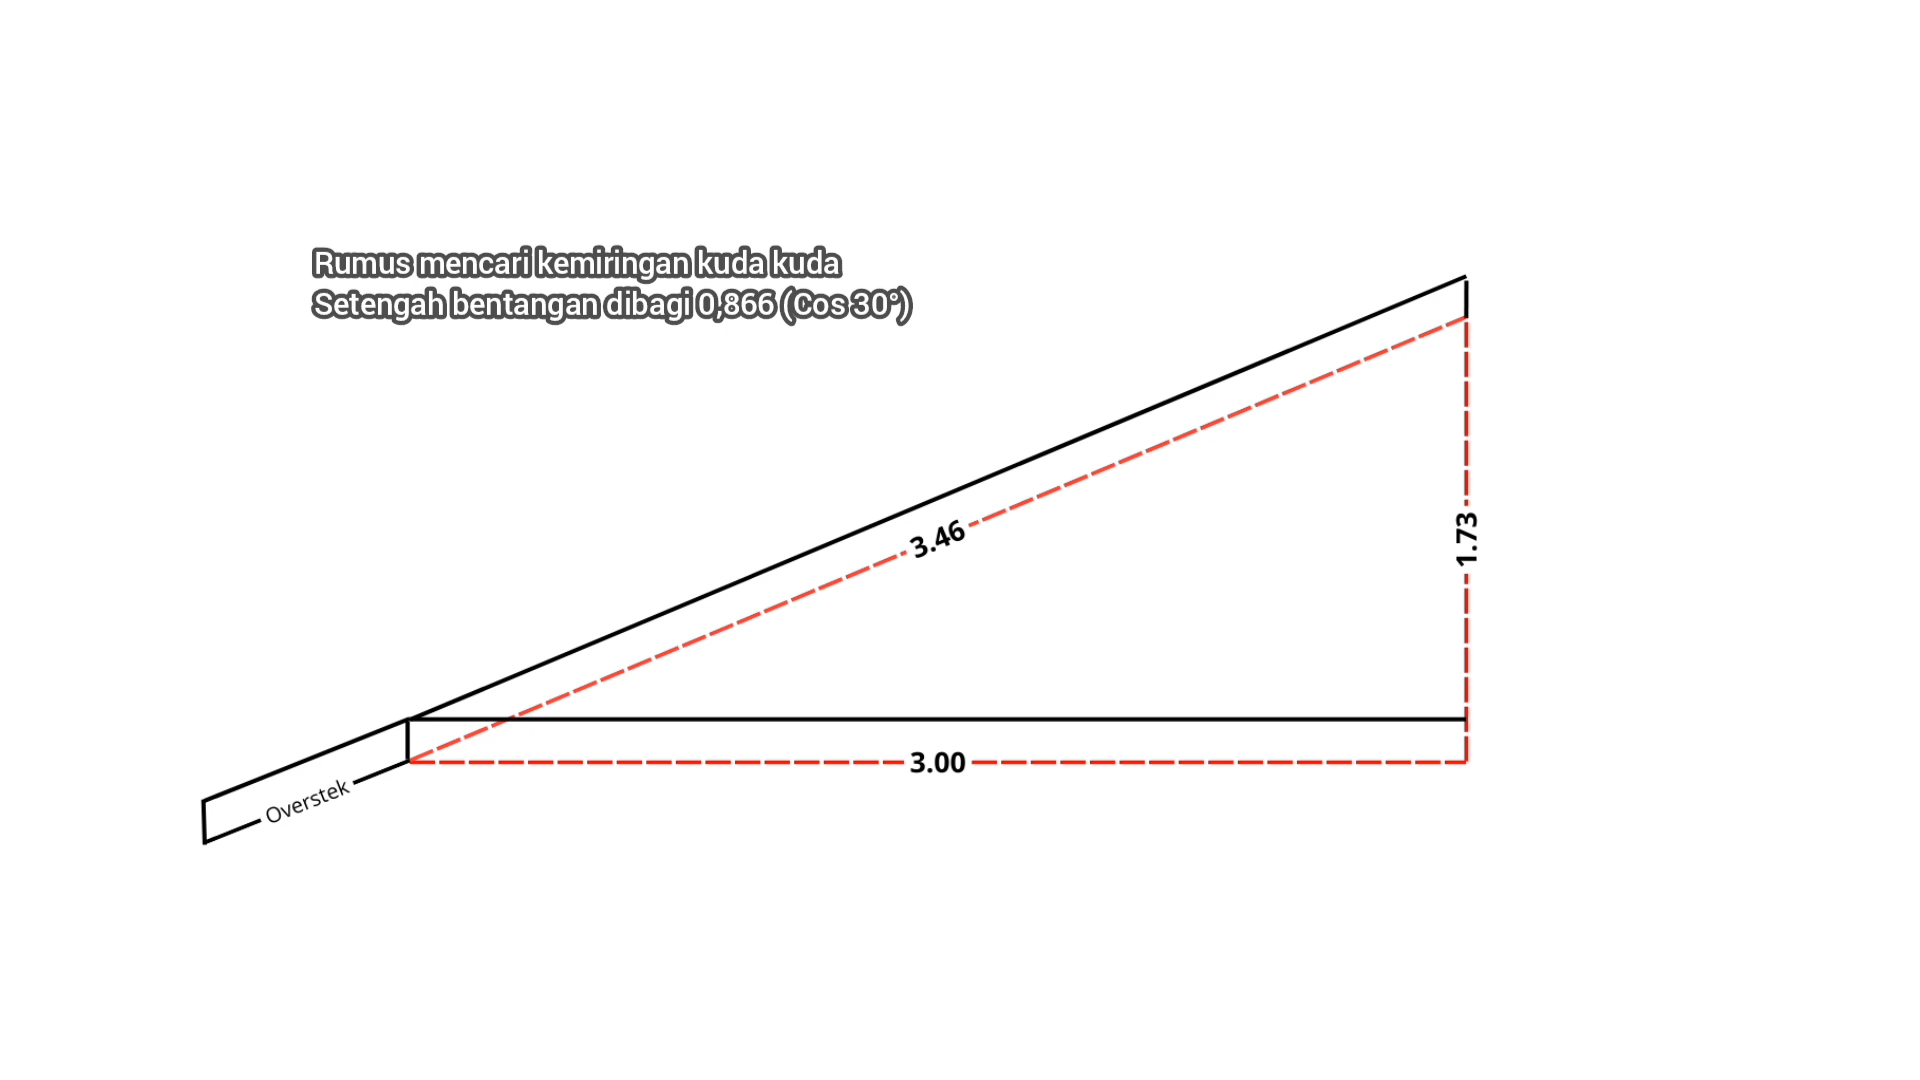 Rumus mencari kemiringan kuda kuda
Setengah bentangan dibagi 0,866 (Cos 30°)
3.46
1.73
3.00
Overstek